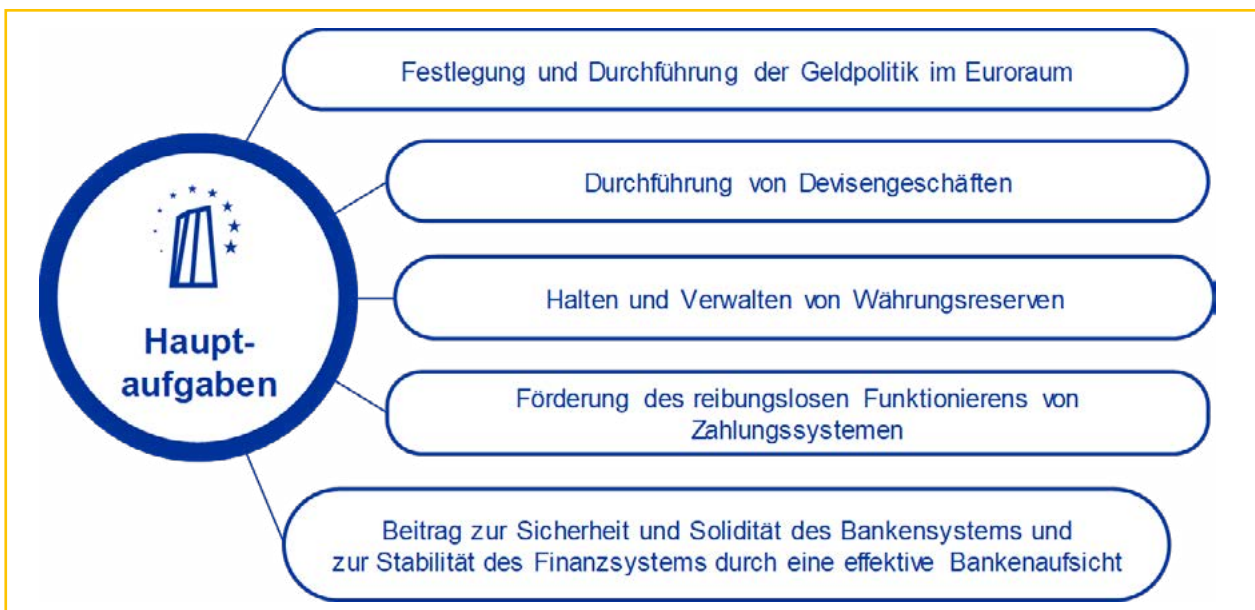 Festlegung und Durchführung der Geldpolitik im Euroraum
Durchführung von Devisengeschäften
Halten und Verwalten von Währungsreserven
Haupt-
aufgaben
Förderung des reibungslosen Funktionierens von
Zahlungssystemen
Beitrag zur Sicherheit und Solidität des Bankensystems und
zur Stabilität des Finanzsystems durch eine effektive Bankenaufsicht